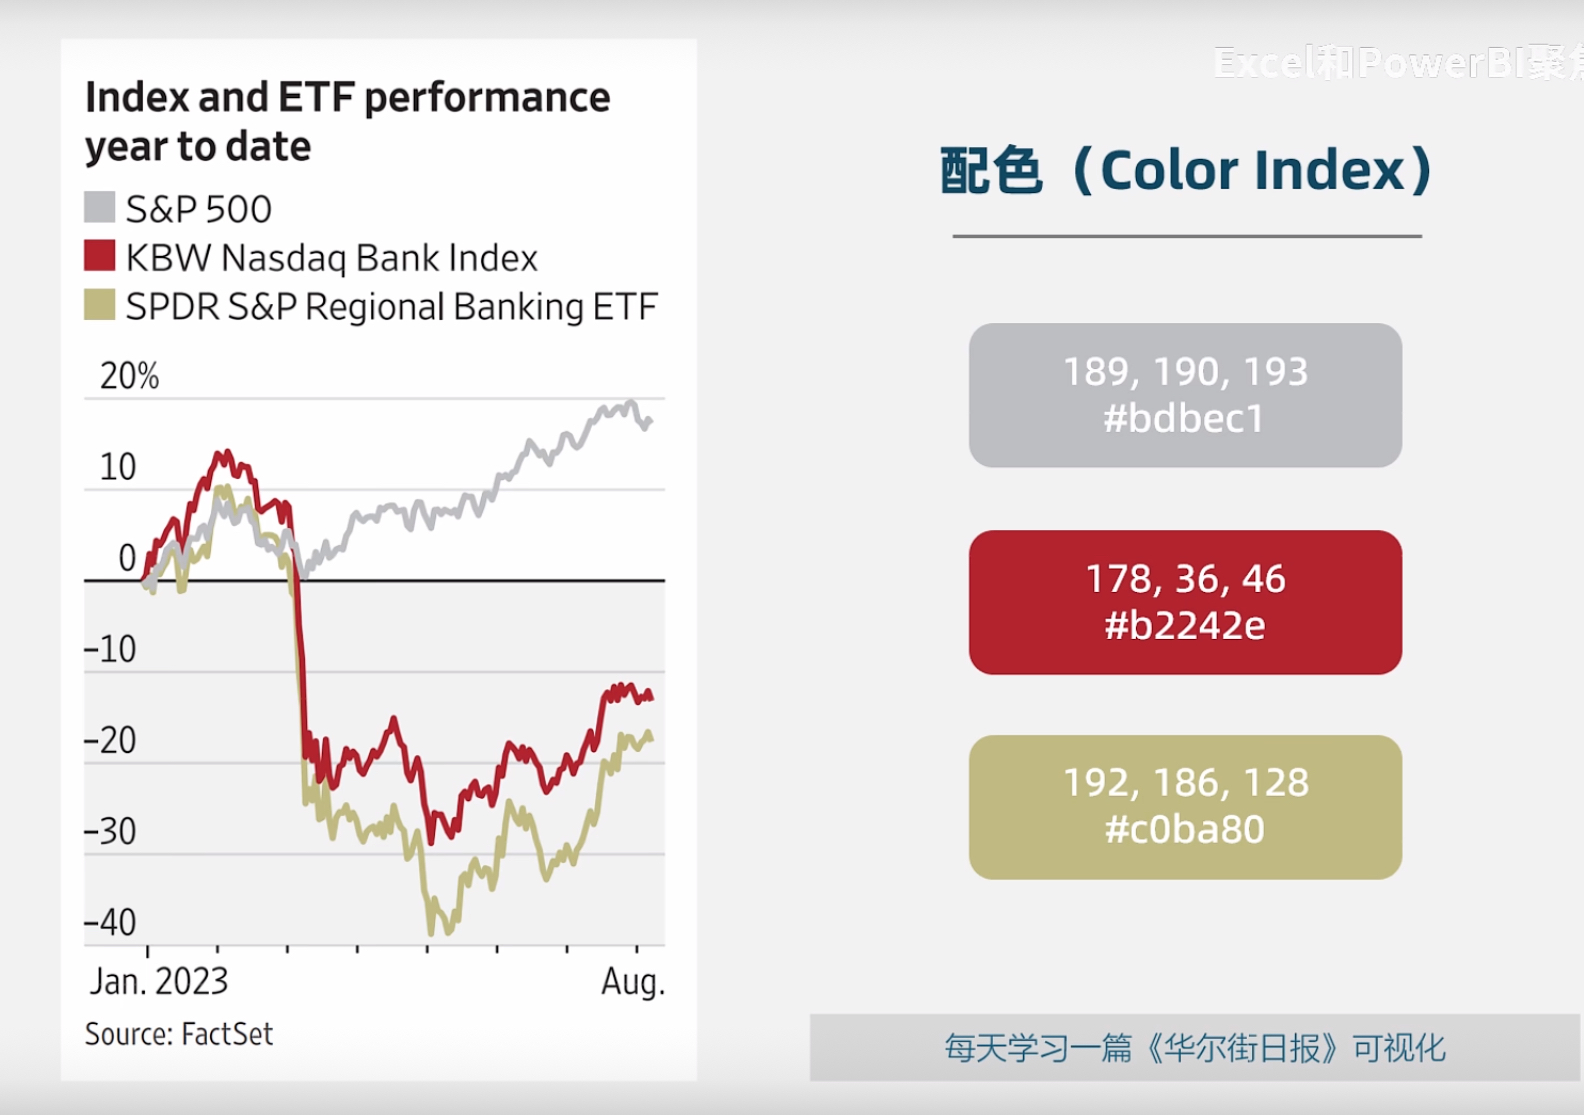 Excel和PowerBI聚焦
Index and ETF performance
year to date
S&P 500
KBW Nasdaq Bank Index
SPDR S&P Regional Banking ETF
20%
10
0
-10
-20
-30
-40
Jan. 2023 Aug.
Source: FactSet
配色（Color Index）
189, 190, 193
#bdbec1
178, 36, 46
#b2242e
192, 186, 128
#c0ba80
每天学习一篇《华尔街日报》可视化